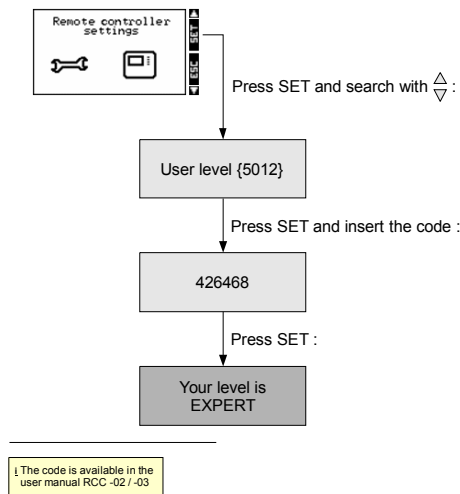 Remote controller
settings
SET
ESC
Press SET and search with △▽ :
User level {5012}
Press SET and insert the code :
426468
Press SET :
Your level is
EXPERT
i The code is available in the
user manual RCC -02 / -03